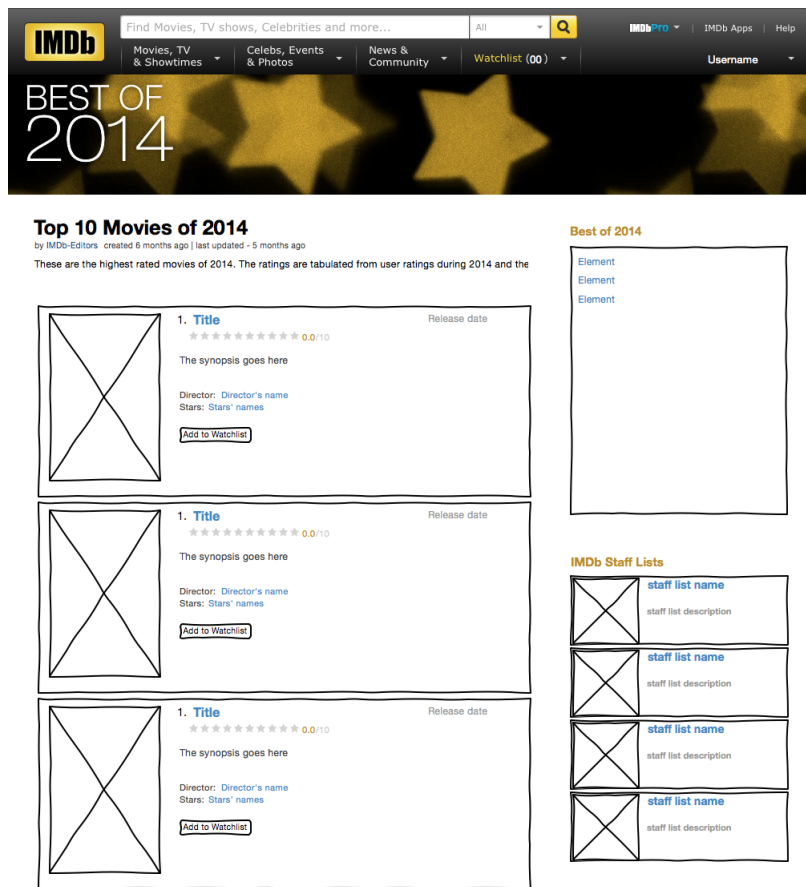 IMDb
Find Movies, TV shows, Celebrities and more...
All
IMDbPro
|
IMDb Apps
|
Help
Movies, TV
& Showtimes
Celebs, Events
& Photos
News &
Community
Watchlist (00)
Username
BEST OF
2014
Top 10 Movies of 2014
by IMDb-Editors created 6 months ago | last updated - 5 months ago
These are the highest rated movies of 2014. The ratings are tabulated from user ratings during 2014 and the
1. Title
Release date
0.0/10
The synopsis goes here
Director: Director's name
Stars: Stars' names
Add to Watchlist
1. Title
Release date
0.0/10
The synopsis goes here
Director: Director's name
Stars: Stars' names
Add to Watchlist
1. Title
Release date
0.0/10
The synopsis goes here
Director: Director's name
Stars: Stars' names
Add to Watchlist
Best of 2014
Element
Element
Element
IMDb Staff Lists
staff list name
staff list description
staff list name
staff list description
staff list name
staff list description
staff list name
staff list description